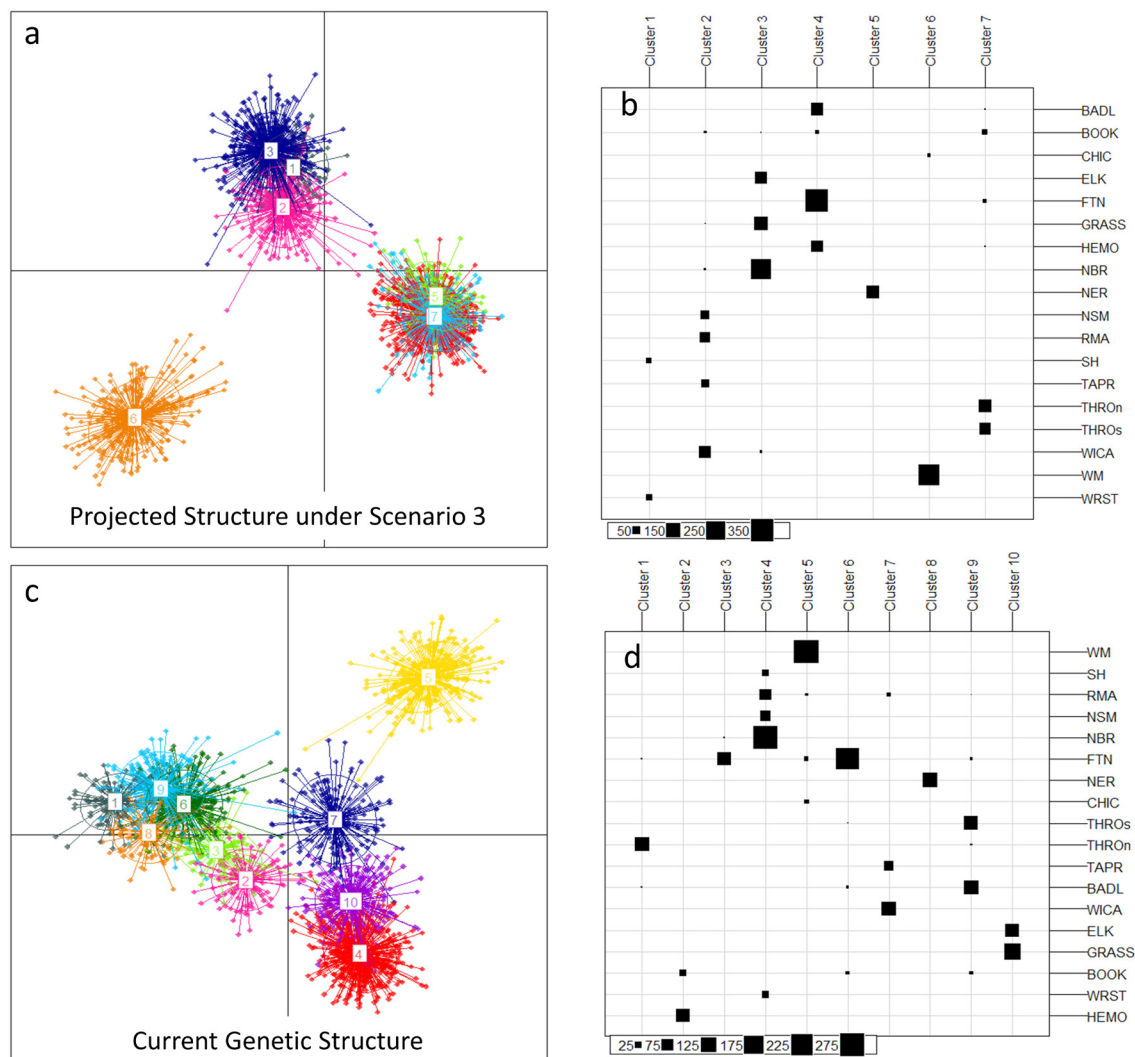 a
3
1
2
5
7
6
Projected Structure under Scenario 3
b
Cluster 1
Cluster 2
Cluster 3
Cluster 4
Cluster 5
Cluster 6
Cluster 7
BADL
BOOK
CHIC
ELK
FTN
GRASS
HEMO
NBR
NER
NSM
RMA
SH
TAPR
THROn
THROs
WICA
WM
WRST
50 150 250 350
c
5
9
1
6
7
8
3
2
10
4
Current Genetic Structure
d
Cluster 1
Cluster 2
Cluster 3
Cluster 4
Cluster 5
Cluster 6
Cluster 7
Cluster 8
Cluster 9
Cluster 10
WM
SH
RMA
NSM
NBR
FTN
NER
CHIC
THROs
THROn
TAPR
BADL
WICA
ELK
GRASS
BOOK
WRST
HEMO
25 75 125 175 225 275